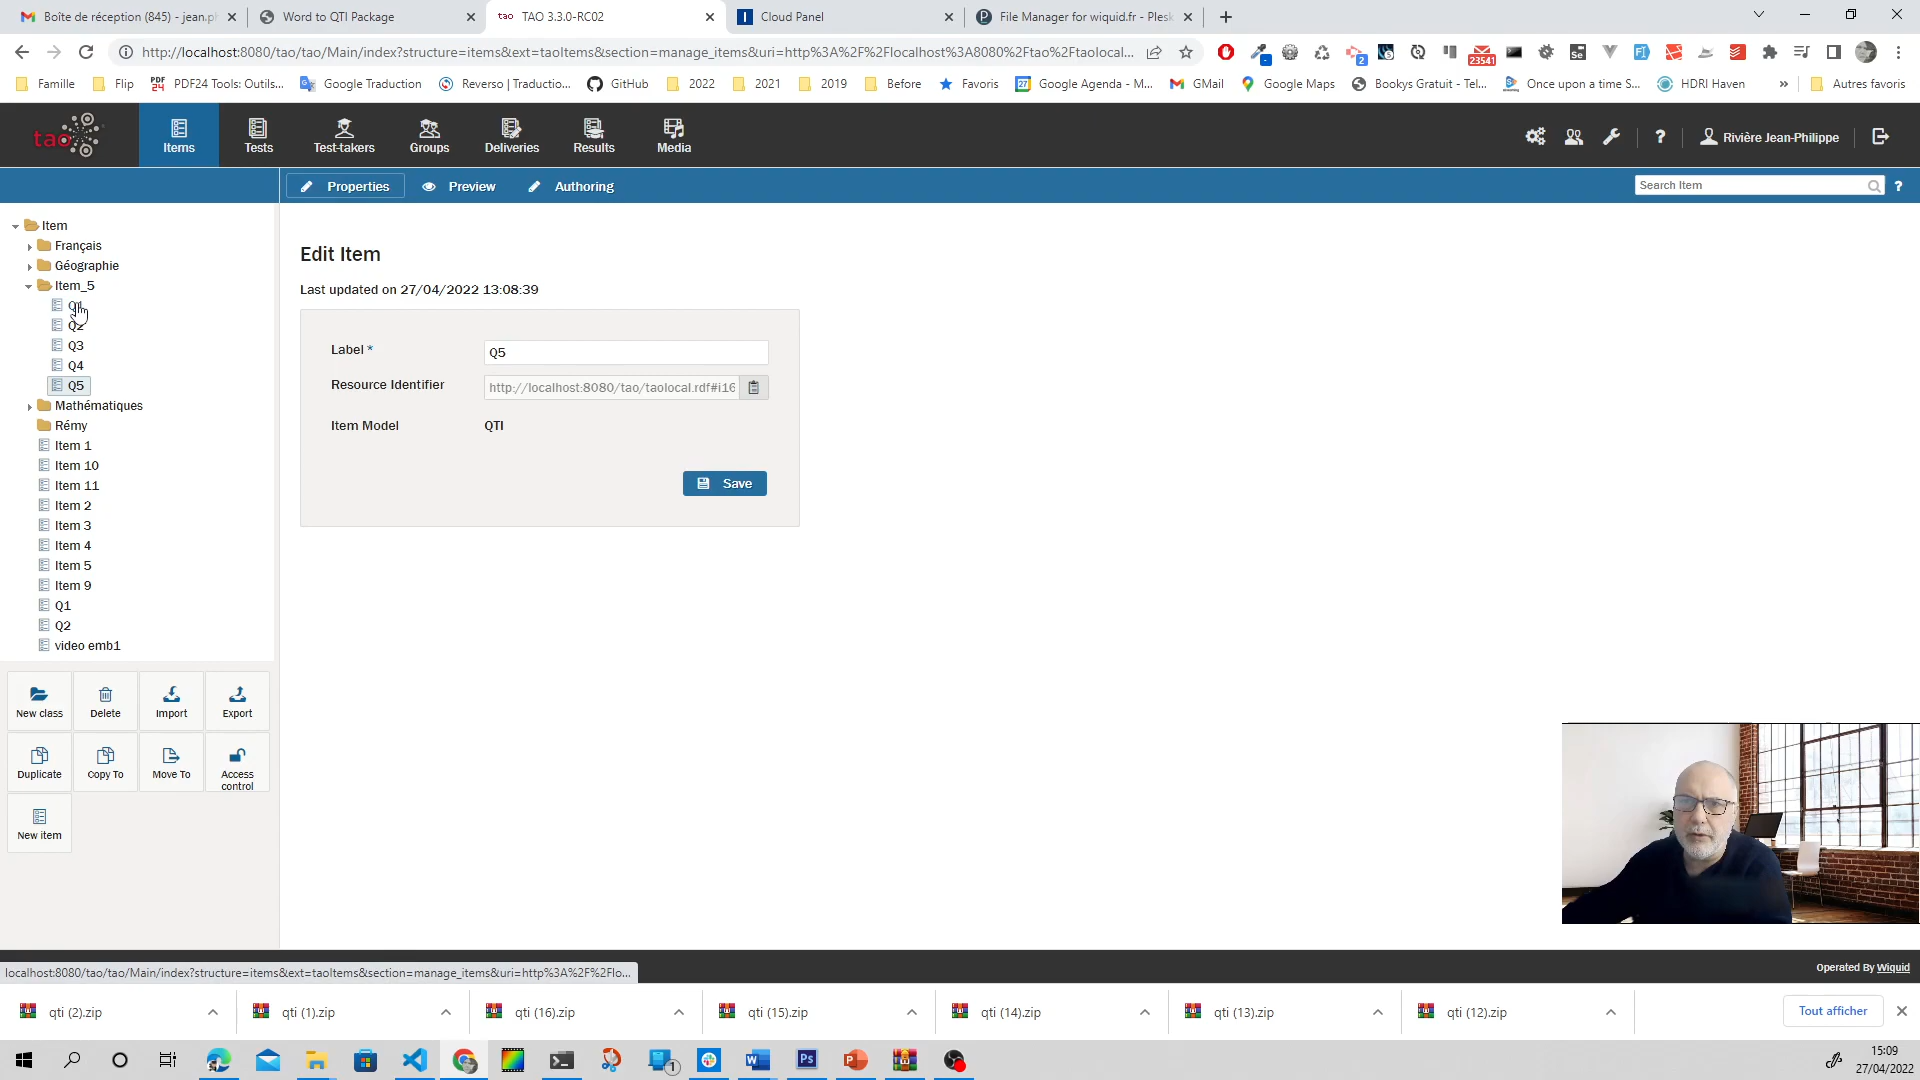 Boîte de réception (845) - jean.ph
Word to QTI Package
tao TAO 3.3.0-RC02
Cloud Panel
File Manager for wiquid.fr - Plesk
http://localhost:8080/tao/tao/Main/index?structure=items&ext=taoItems&section=manage_items&uri=http%3A%2F%2Flocalhost%3A8080%2Ftao%2Ftaolocal...
2
23541
Famille
Flip
PDF24 Tools: Outils...
Google Traduction
Reverso | Traductio...
GitHub
2022
2021
2019
Before
Favoris
Google Agenda - M...
GMail
Google Maps
Bookys Gratuit - Tel...
Once upon a time S...
HDRI Haven
»
Autres favoris
tao
Items
Tests
Test-takers
Groups
Deliveries
Results
Media
?
Rivière Jean-Philippe
Properties
Preview
Authoring
Search Item
?
Item
Français
Géographie
Item_5
Q1
Q2
Q3
Q4
Q5
Mathématiques
Rémy
Item 1
Item 10
Item 11
Item 2
Item 3
Item 4
Item 5
Item 9
Q1
Q2
video emb1
Edit Item
Last updated on 27/04/2022 13:08:39
Label *
Q5
Resource Identifier
http://localhost:8080/tao/taolocal.rdf#i16
Item Model
QTI
Save
New class
Delete
Import
Export
Duplicate
Copy To
Move To
Access control
New item
Operated By Wiquid
localhost:8080/tao/tao/Main/index?structure=items&ext=taoItems&section=manage_items&uri=http%3A%2F%2Flo...
qti (2).zip
qti (1).zip
qti (16).zip
qti (15).zip
qti (14).zip
qti (13).zip
qti (12).zip
Tout afficher
1
Ps
15:09
27/04/2022